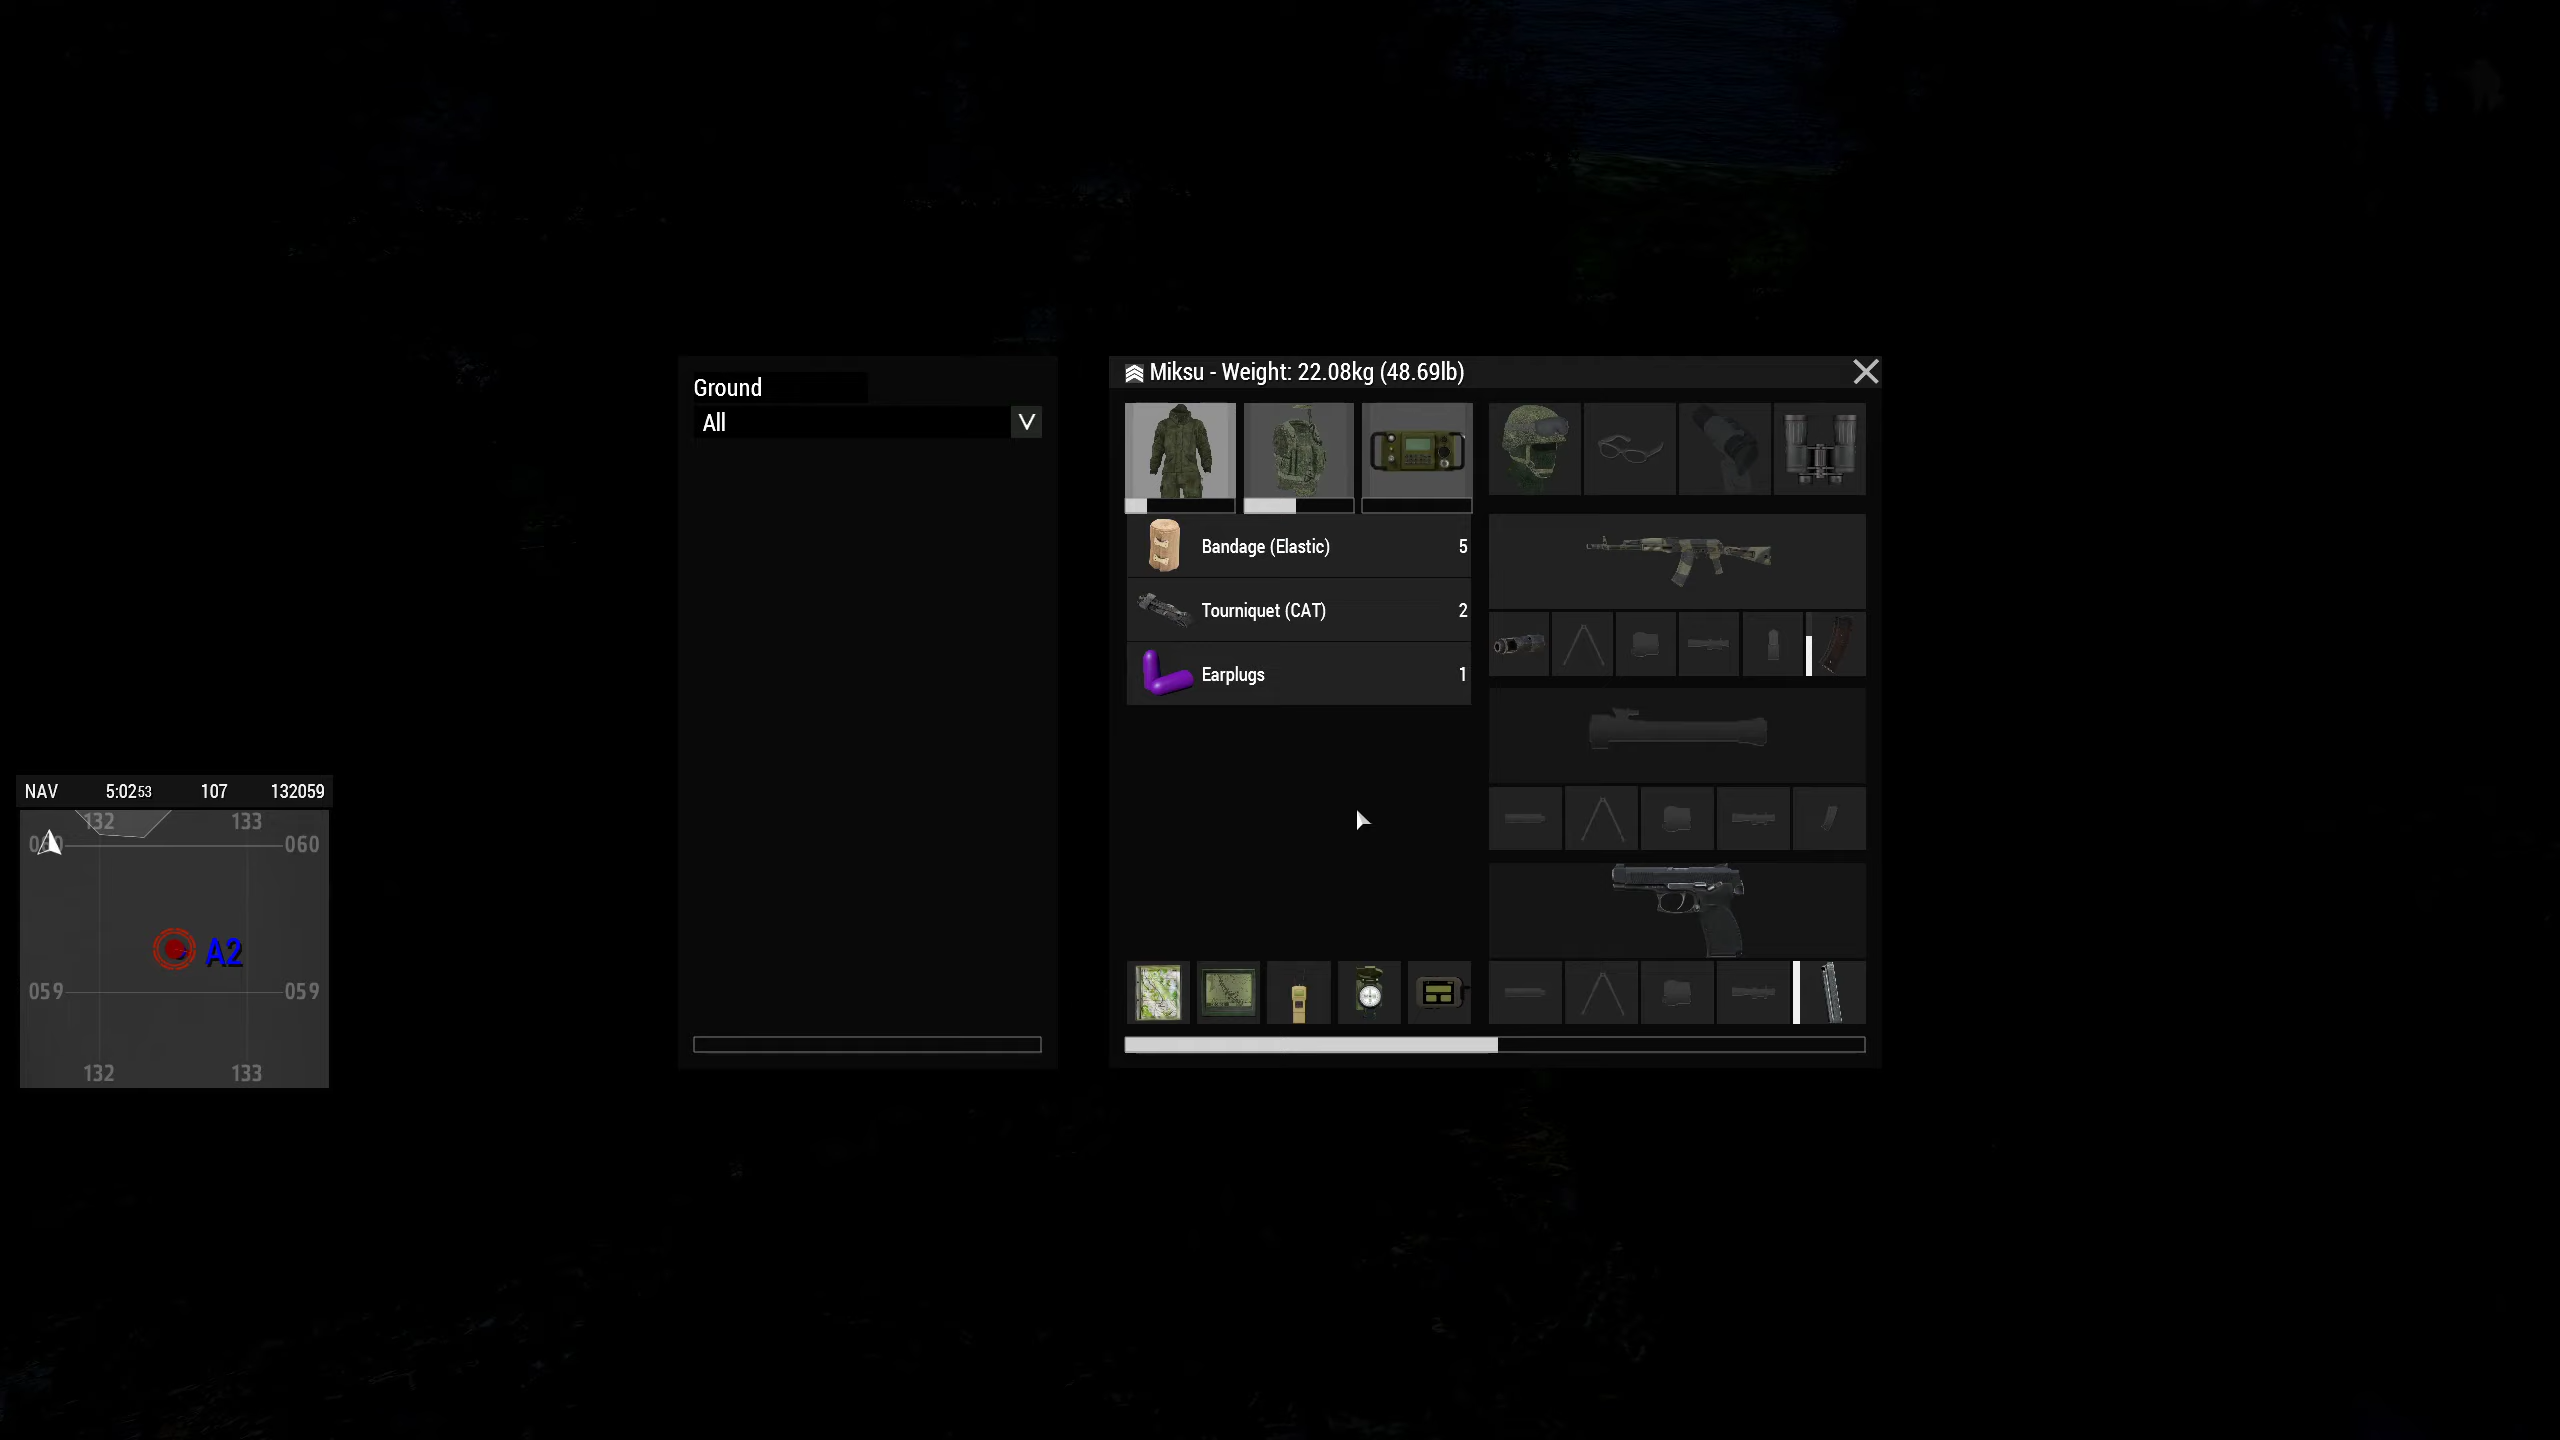 Ground
All
V
Miksu - Weight: 22.08kg (48.69lb)
Bandage (Elastic) 5
Tourniquet (CAT) 2
Earplugs 1
NAV 5:0253 107 132059
132 133
060
A2
059 059
132 133